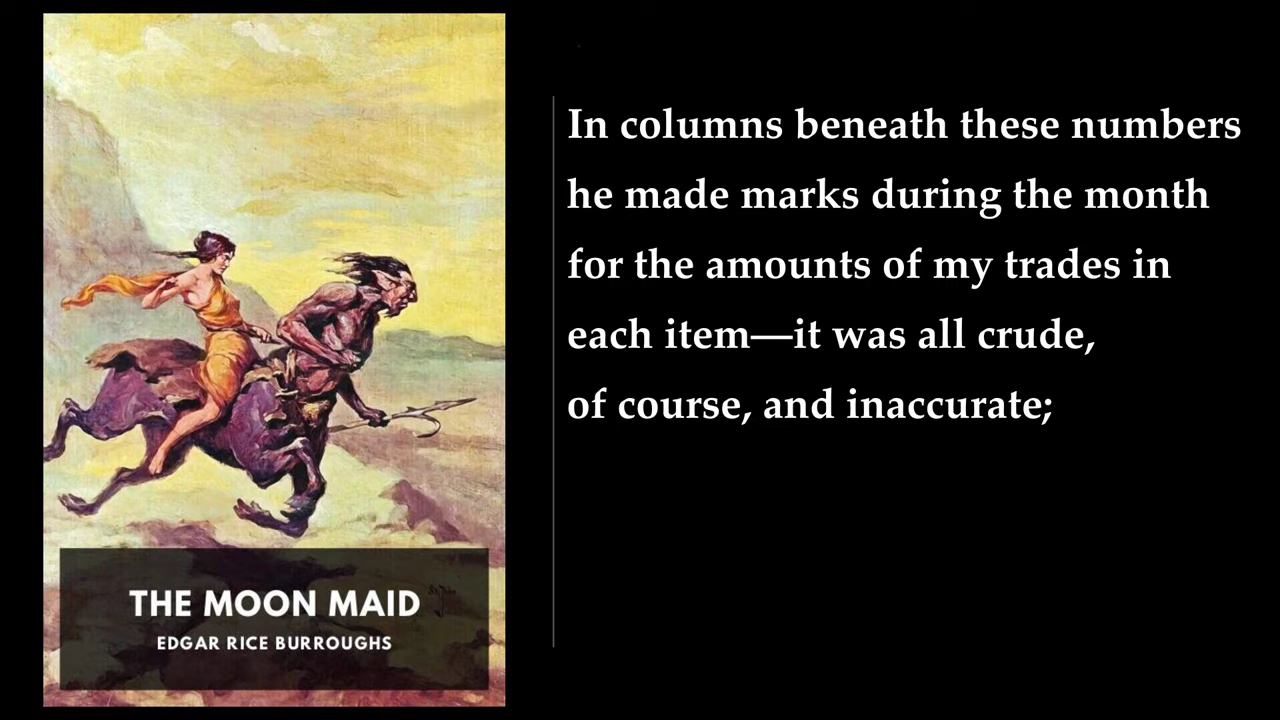 In columns beneath these numbers
he made marks during the month
for the amounts of my trades in
each item—it was all crude,
of course, and inaccurate;
THE MOON MAID
EDGAR RICE BURROUGHS